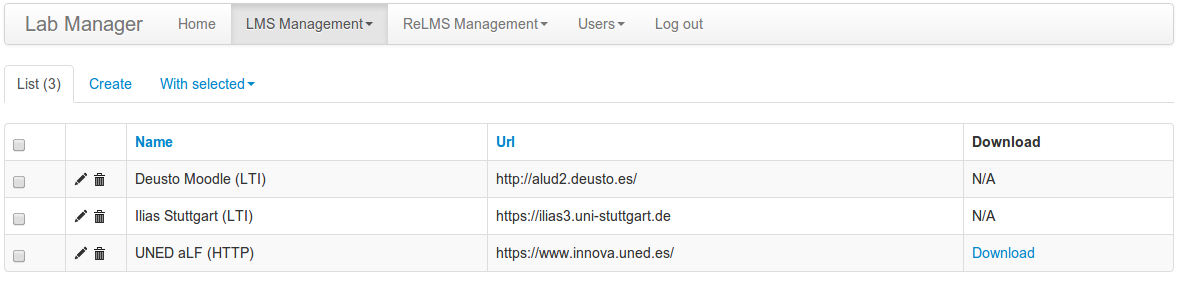 Lab Manager Home LMS Management ReLMS Management Users Log out
List (3) Create With selected
Name Url Download
Deusto Moodle (LTI) http://alud2.deusto.es/ N/A
Ilias Stuttgart (LTI) https://ilias3.uni-stuttgart.de N/A
UNED aLF (HTTP) https://www.innova.uned.es/ Download